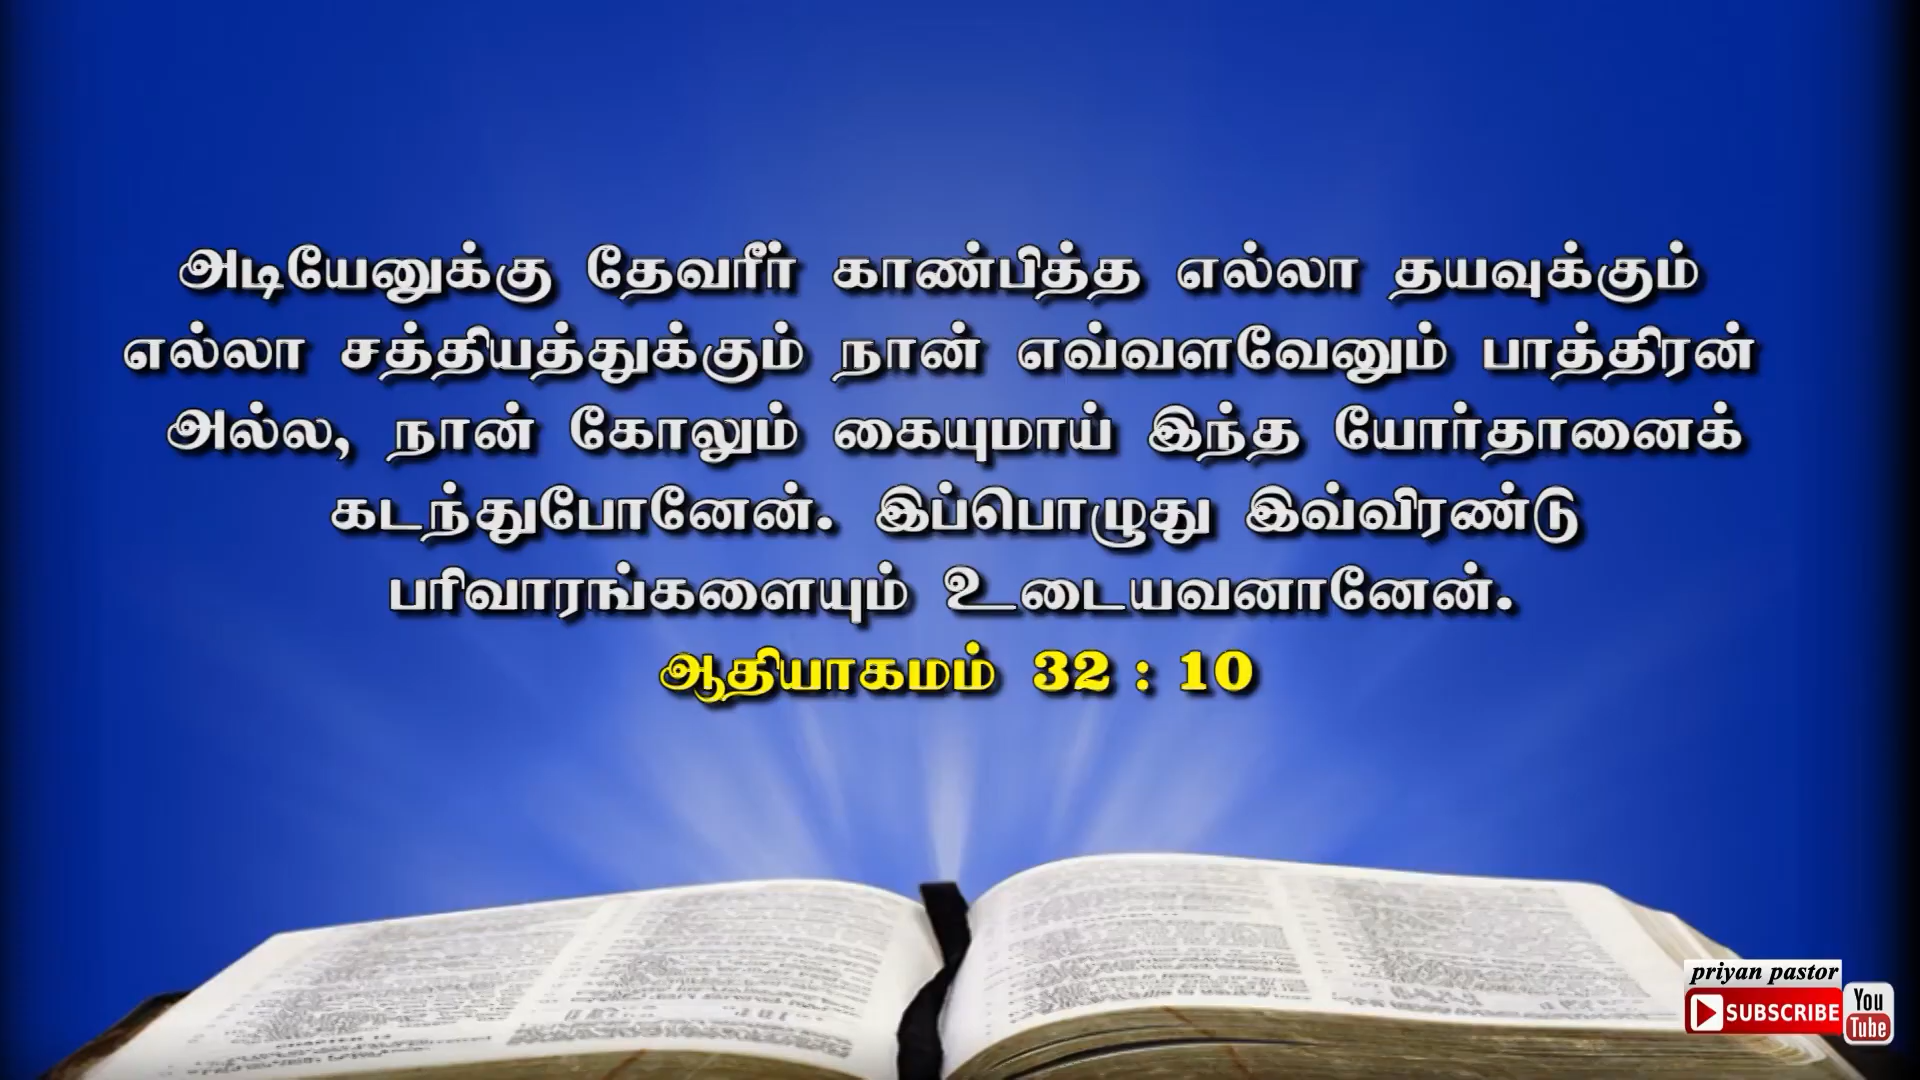 அடியேனுக்கு தேவரீர் காண்பித்த எல்லா தயவுக்கும்
எல்லா சத்தியத்துக்கும் நான் எவ்வளவேனும் பாத்திரன்
அல்ல, நான் கோலும் கையுமாய் இந்த யோர்தானைக்
கடந்துபோனேன். இப்பொழுது இவ்விரண்டு
பரிவாரங்களையும் உடையவனானேன்.
ஆதியாகமம் 32 : 10
priyan pastor
SUBSCRIBE
You
Tube